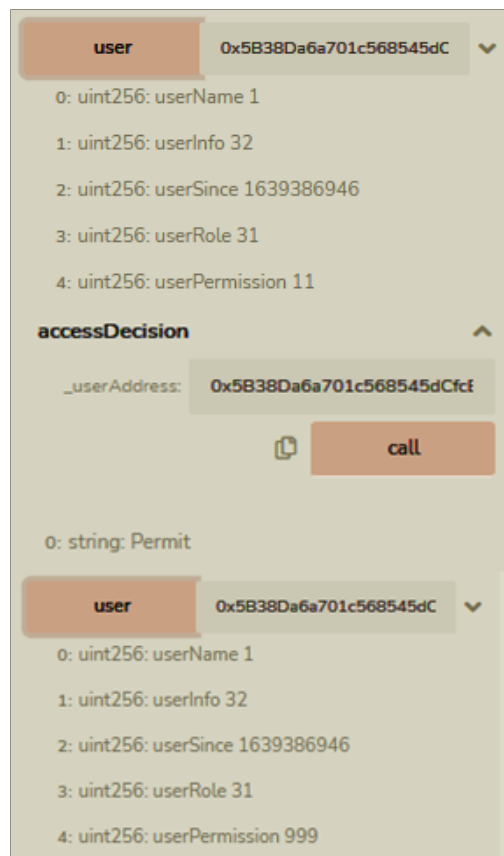 user 0x5B38Da6a701c568545dC
0: uint256: userName 1
1: uint256: userInfo 32
2: uint256: userSince 1639386946
3: uint256: userRole 31
4: uint256: userPermission 11
accessDecision
_userAddress: 0x5B38Da6a701c568545dCfcB
call
0: string: Permit
user 0x5B38Da6a701c568545dC
0: uint256: userName 1
1: uint256: userInfo 32
2: uint256: userSince 1639386946
3: uint256: userRole 31
4: uint256: userPermission 999